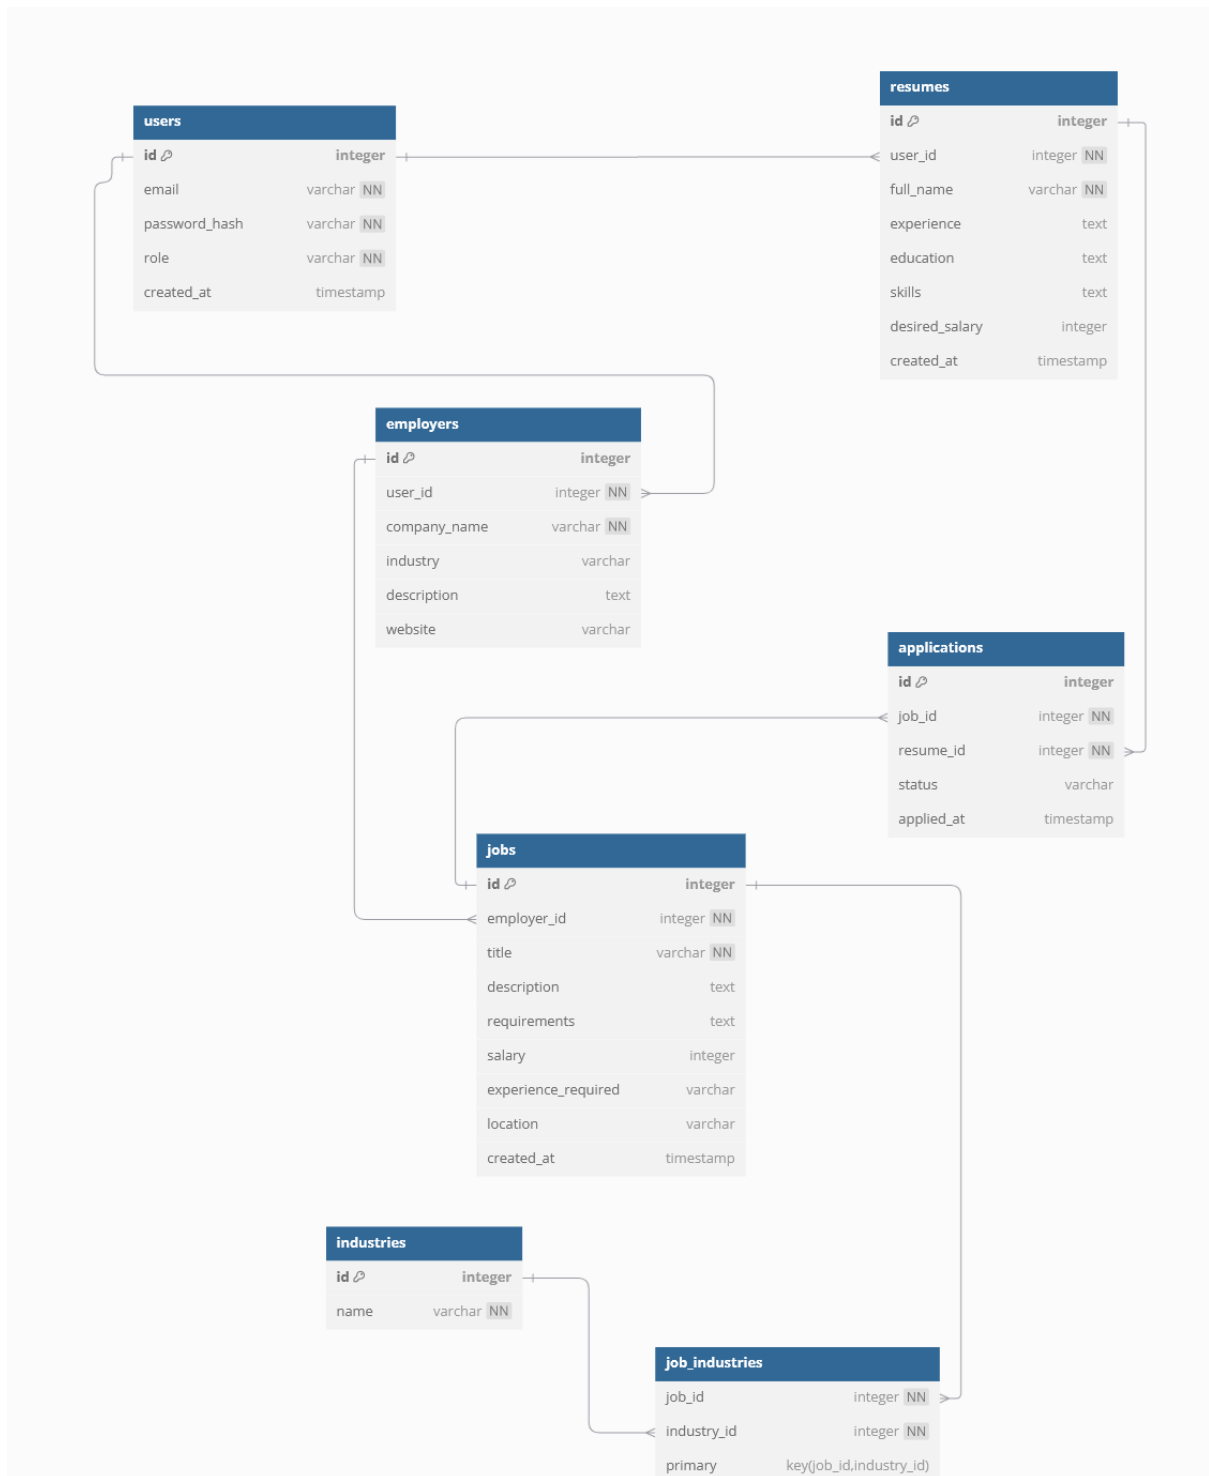 users
id integer
email varchar NN
password_hash varchar NN
role varchar NN
created_at timestamp
resumes
id integer
user_id integer NN
full_name varchar NN
experience text
education text
skills text
desired_salary integer
created_at timestamp
employers
id integer
user_id integer NN
company_name varchar NN
industry varchar
description text
website varchar
applications
id integer
job_id integer NN
resume_id integer NN
status varchar
applied_at timestamp
jobs
id integer
employer_id integer NN
title varchar NN
description text
requirements text
salary integer
experience_required varchar
location varchar
created_at timestamp
industries
id integer
name varchar NN
job_industries
job_id integer NN
industry_id integer NN
primary key(job_id,industry_id)